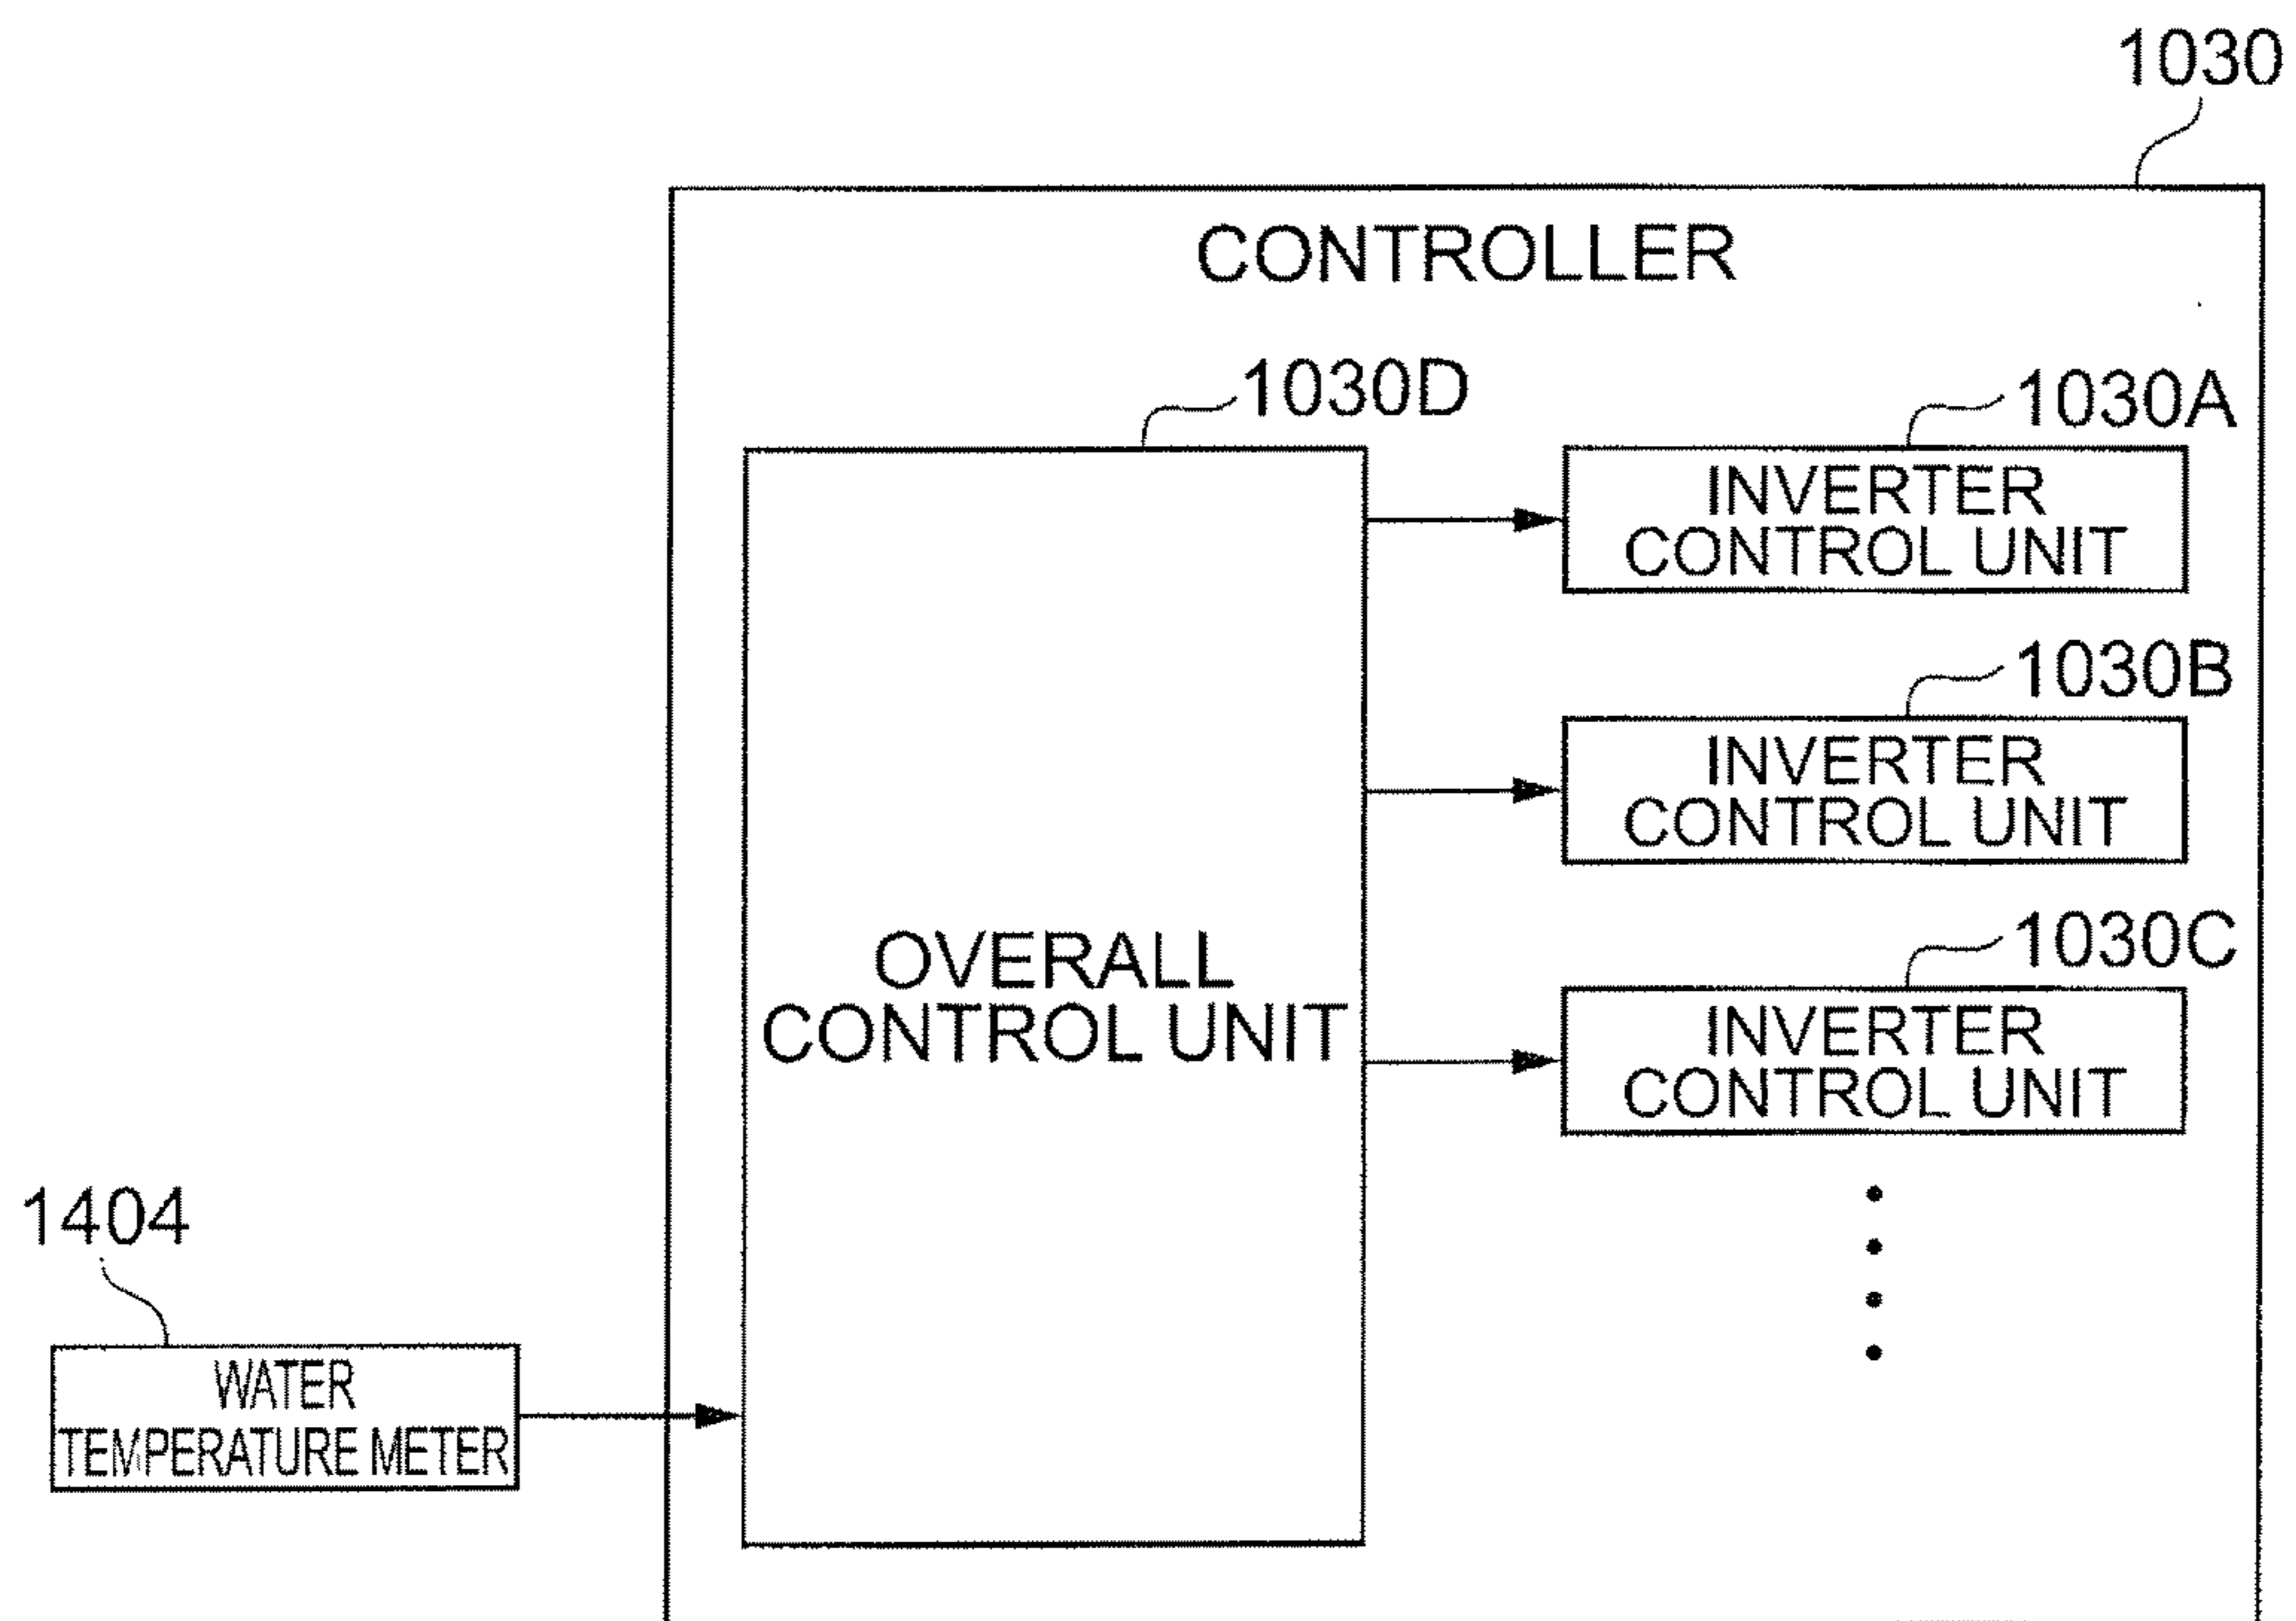 1030
CONTROLLER
1030D
1030A
INVERTER
CONTROL UNIT
1030B
INVERTER
CONTROL UNIT
OVERALL
CONTROL UNIT
1030C
INVERTER
CONTROL UNIT
1404
WATER
TEMPERATURE METER